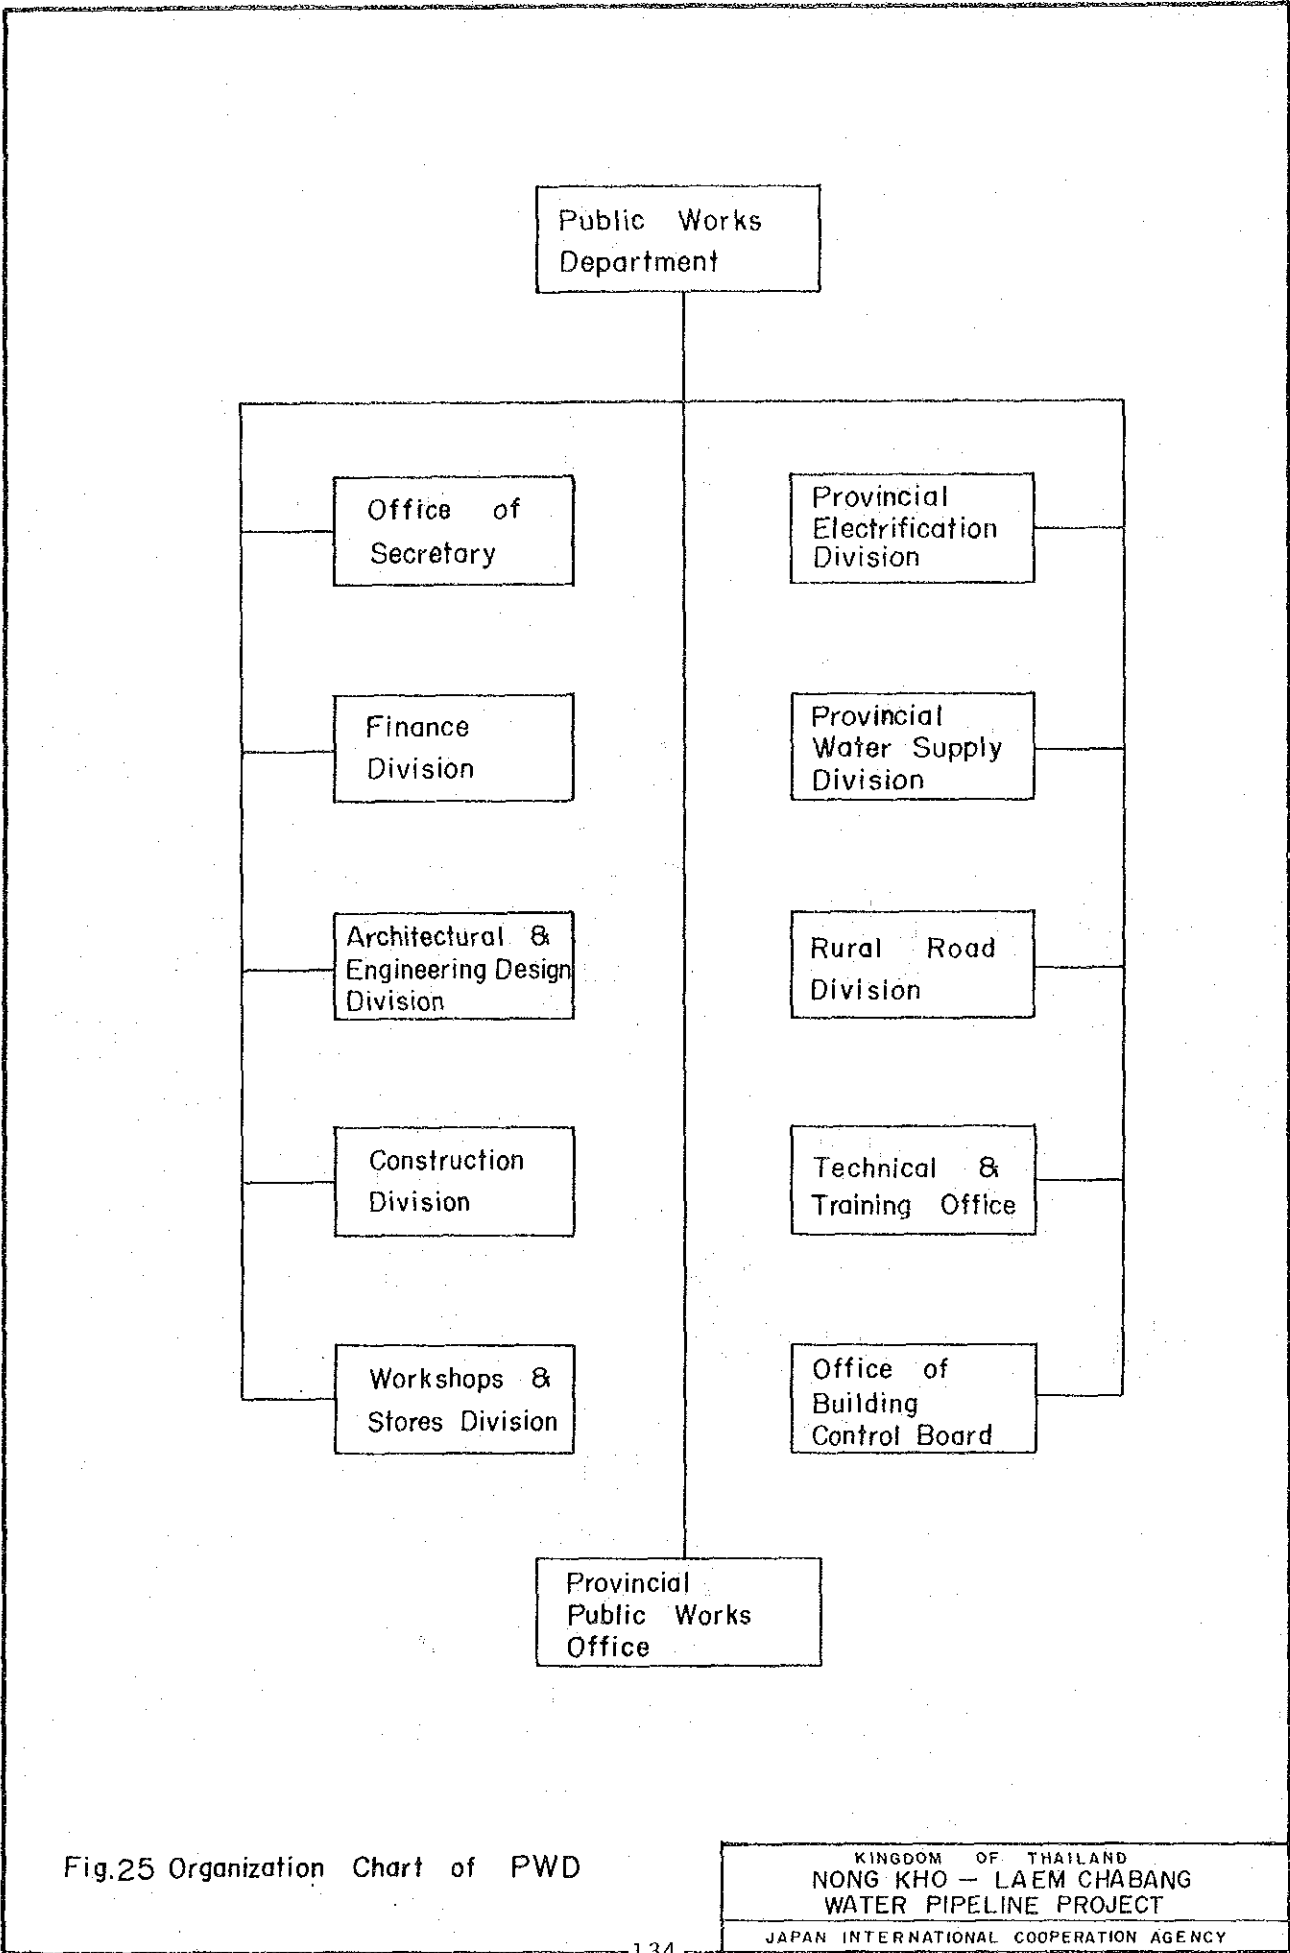 Public Works
Department
Office of
Secretary
Provincial
Electrification
Division
Finance
Division
Provincial
Water Supply
Division
Architectural &
Engineering Design
Division
Rural Road
Division
Construction
Division
Technical &
Training Office
Workshops &
Stores Division
Office of
Building
Control Board
Provincial
Public Works
Office
Fig.25 Organization Chart of PWD
KINGDOM OF THAILAND
NONG KHO — LAEM CHABANG
WATER PIPELINE PROJECT
JAPAN INTERNATIONAL COOPERATION AGENCY
-134-